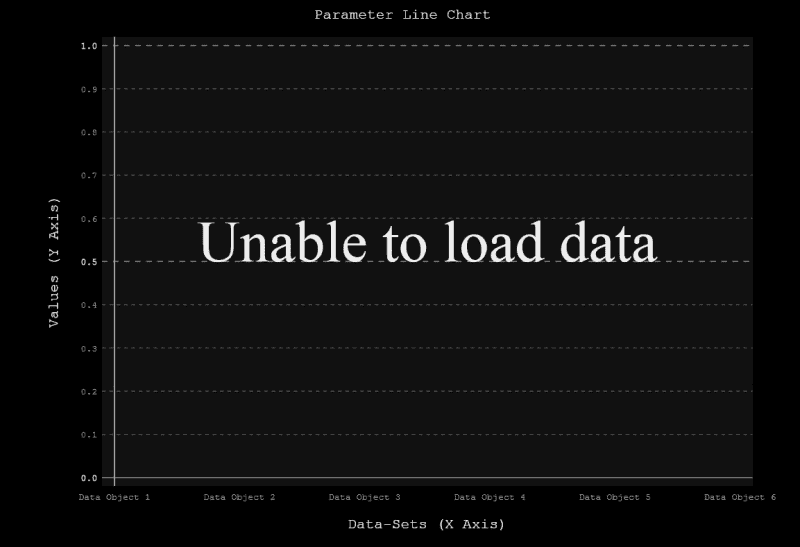 Parameter Line Chart
1.0
0.9
0.8
0.7
0.6
0.5
0.4
0.3
0.2
0.1
0.0
Values (Y Axis)
Unable to load data
Data Object 1 Data Object 2 Data Object 3 Data Object 4 Data Object 5 Data Object 6
Data-Sets (X Axis)